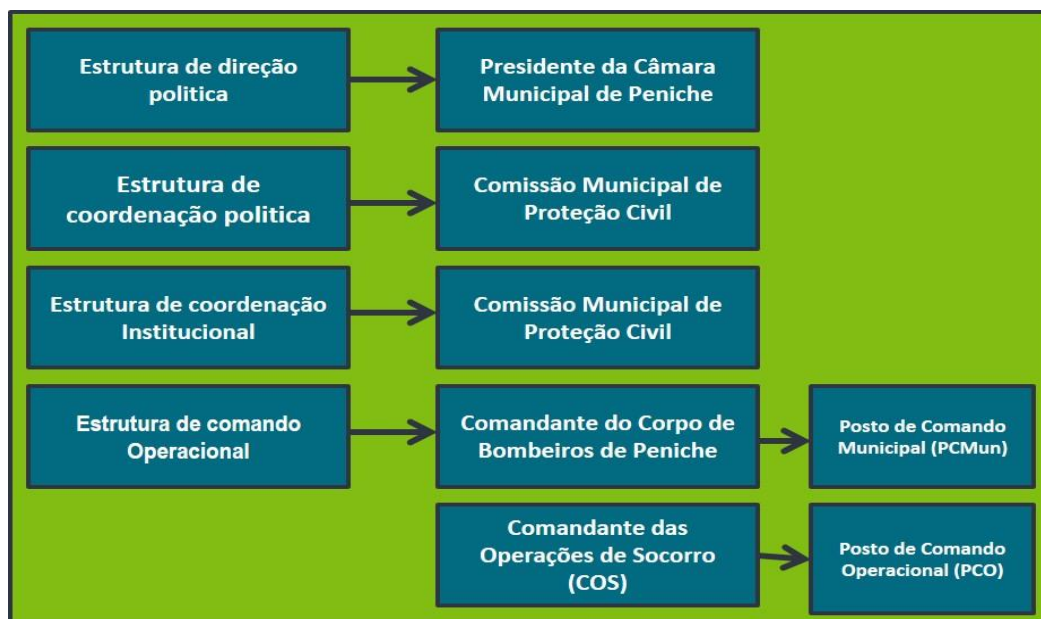 Estrutura de direção
politica
Presidente da Câmara
Municipal de Peniche
Estrutura de
coordenação politica
Comissão Municipal de
Proteção Civil
Estrutura de coordenação
Institucional
Comissão Municipal de
Proteção Civil
Estrutura de comando
Operacional
Comandante do Corpo de
Bombeiros de Peniche
Posto de Comando
Municipal (PCMun)
Comandante das
Operações de Socorro
(COS)
Posto de Comando
Operacional (PCO)